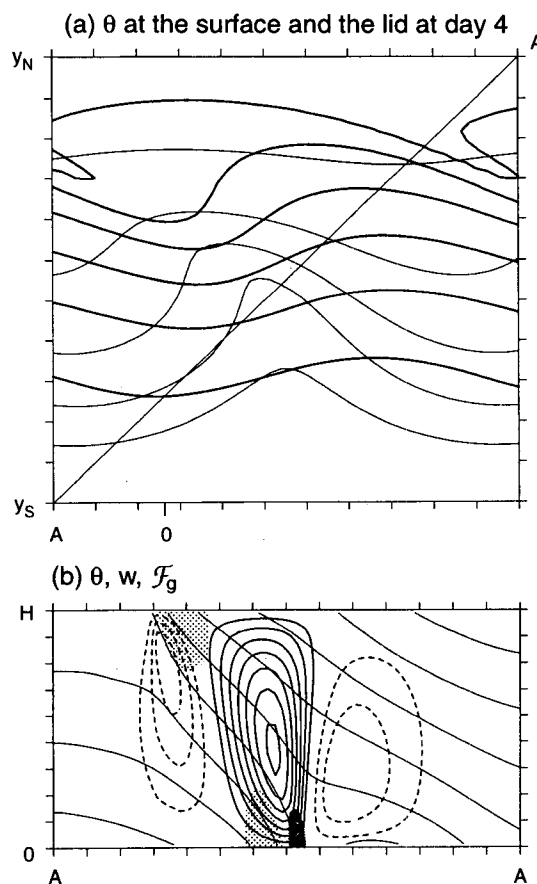 (a) θ at the surface and the lid at day 4
y_N
A
y_S
A
0
(b) θ, w, ℱ_g
H
0
A
A